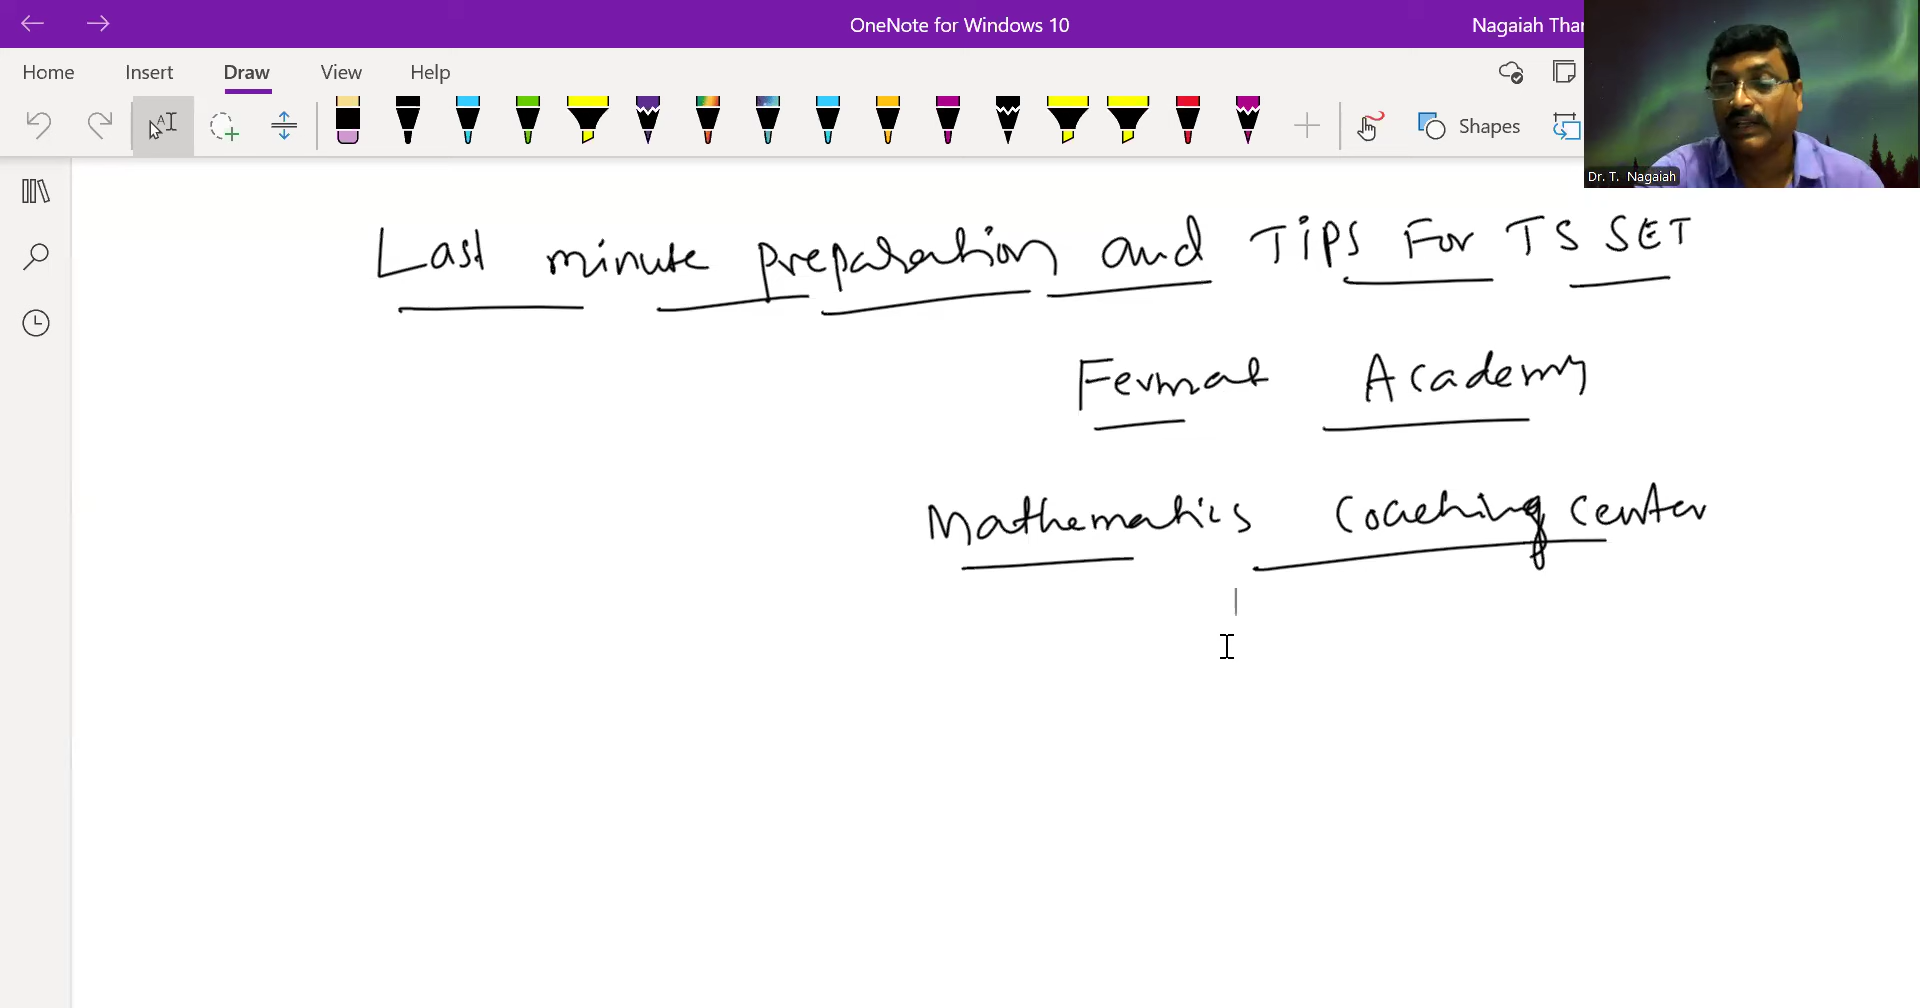 OneNote for Windows 10
Nagaiah Than
Home Insert Draw View Help
Shapes
Dr. T. Nagaiah
Last minute preparation and TIPS For TS SET
Fermat Academy
Mathematics Coaching center